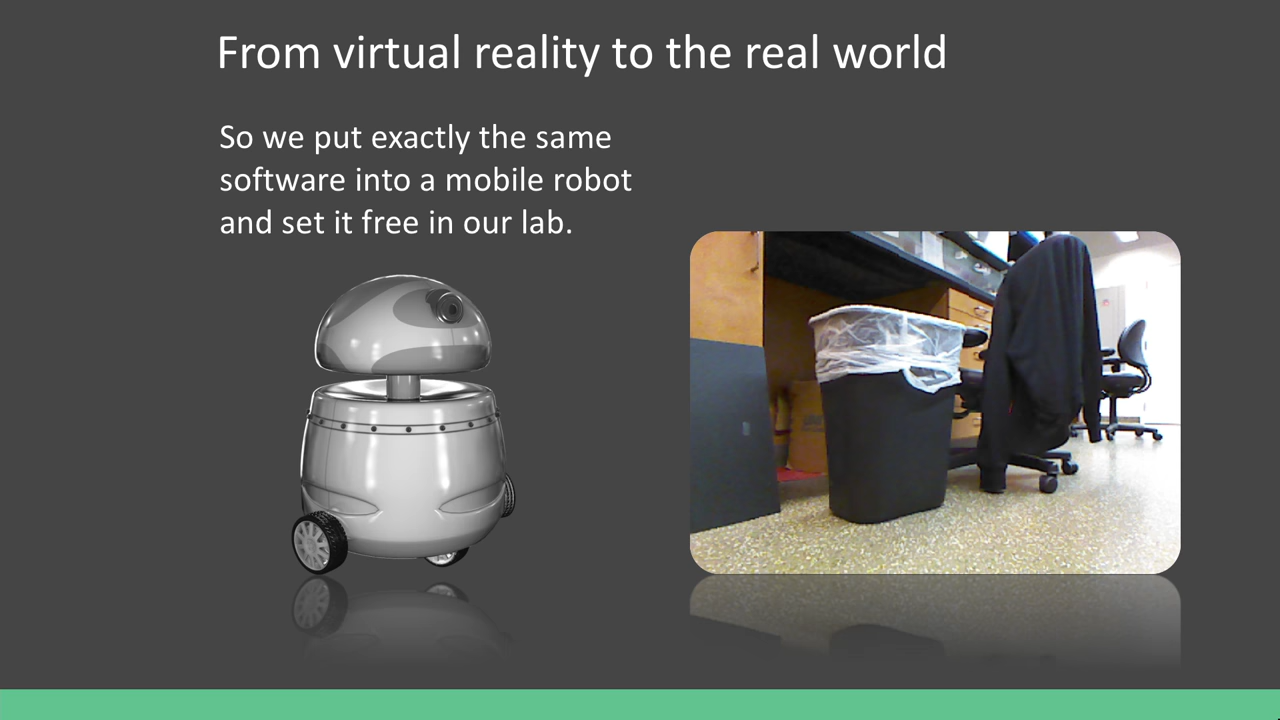 From virtual reality to the real world
So we put exactly the same
software into a mobile robot
and set it free in our lab.